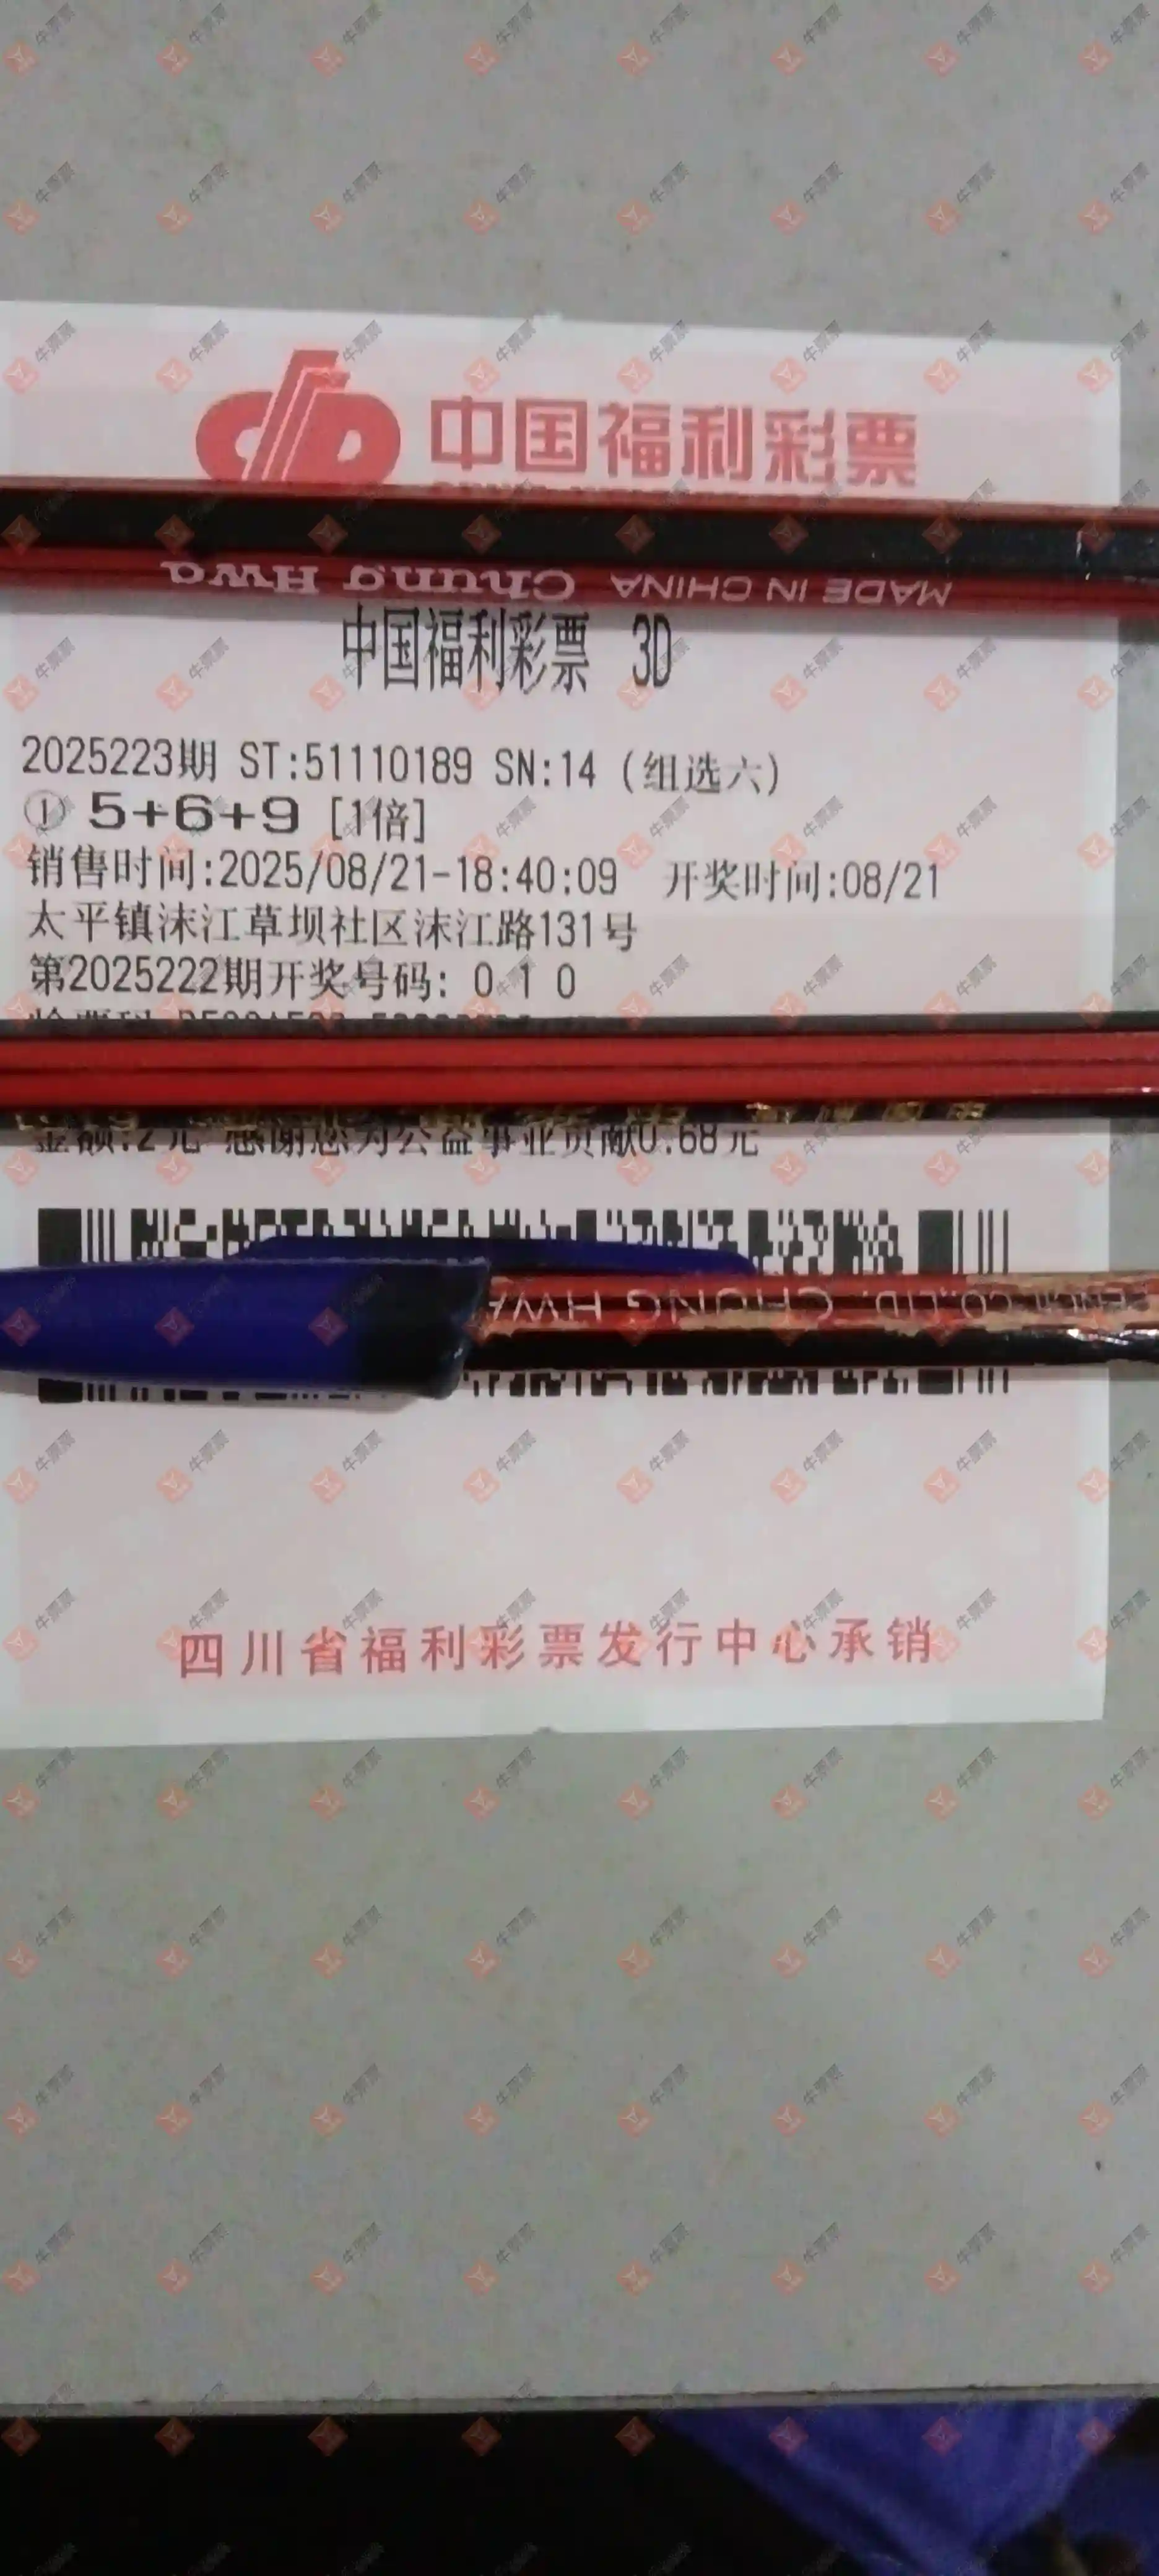 中国福利彩票
MADE IN CHINA Chung Hwa
中国福利彩票 3D
2025223期 ST:51110189 SN:14 (组选六)
① 5+6+9 [1倍]
销售时间:2025/08/21-18:40:09 开奖时间:08/21
太平镇沫江草坝社区沫江路131号
第2025222期开奖号码: 0 1 0
金额:2元 感谢您为公益事业贡献0.68元
CO.,LTD. CHUNG HWA
四川省福利彩票发行中心承销